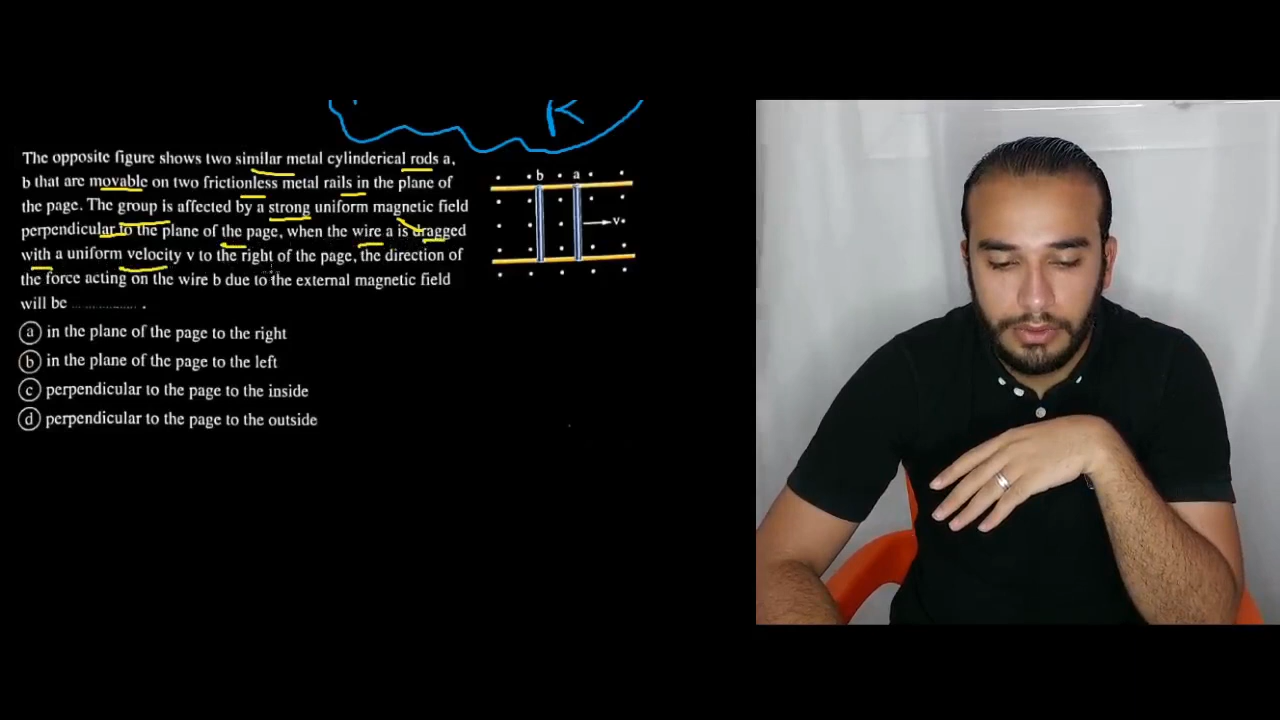 R
The opposite figure shows two similar metal cylinderical rods a,
b that are movable on two frictionless metal rails in the plane of
the page. The group is affected by a strong uniform magnetic field
perpendicular to the plane of the page, when the wire a is dragged
with a uniform velocity v to the right of the page, the direction of
the force acting on the wire b due to the external magnetic field
will be ............... .
b a
v
a in the plane of the page to the right
b in the plane of the page to the left
c perpendicular to the page to the inside
d perpendicular to the page to the outside